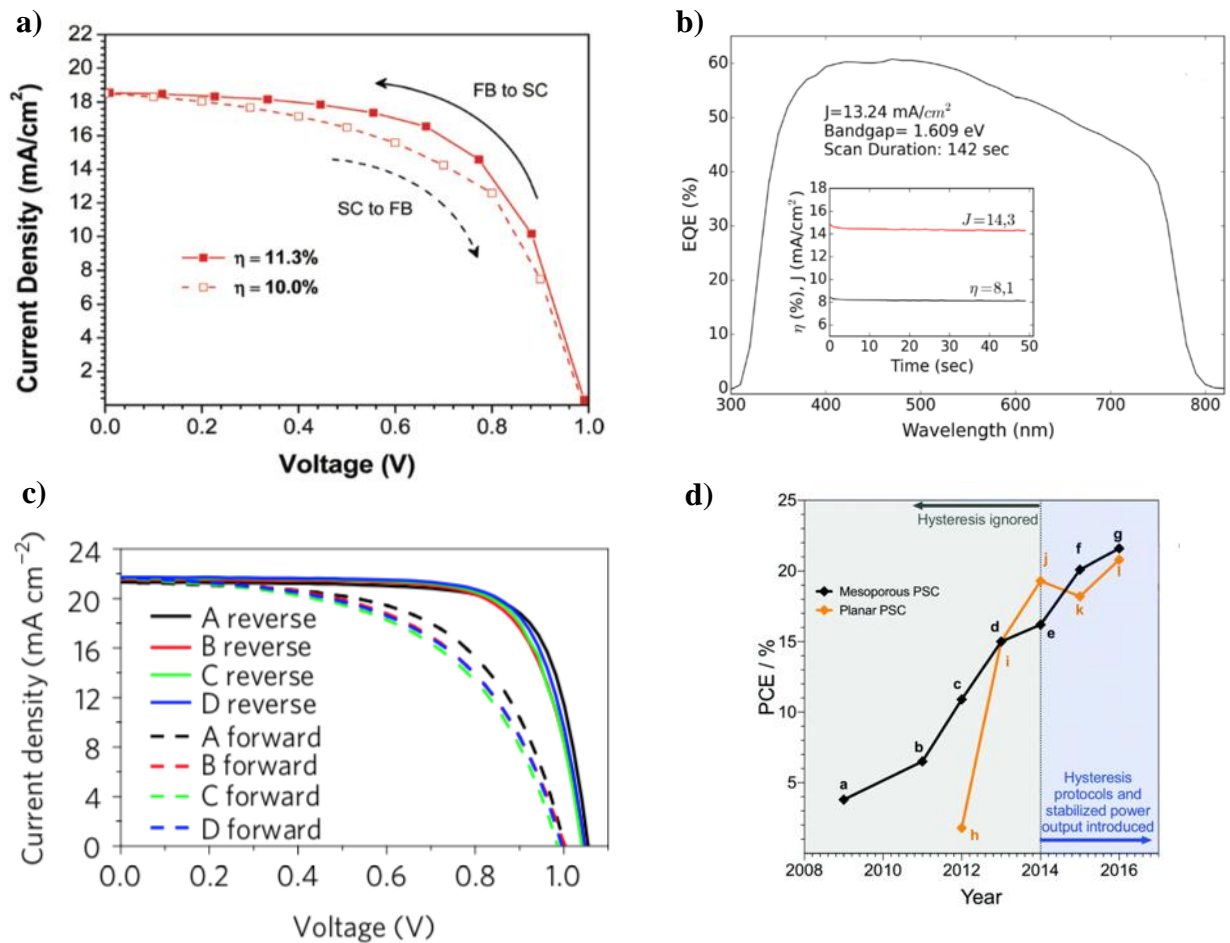 a)
22
20
18
16
14
12
10
8
6
4
2
Current Density (mA/cm²)
FB to SC
SC to FB
η = 11.3%
η = 10.0%
0.0 0.2 0.4 0.6 0.8 1.0
Voltage (V)
b)
60
50
40
30
20
10
0
EQE (%)
J=13.24 mA/cm²
Bandgap= 1.609 eV
Scan Duration: 142 sec
18
16
14
12
10
8
6
η (%), J (mA/cm²)
J=14,3
η=8,1
0 10 20 30 40 50
Time (sec)
300 400 500 600 700 800
Wavelength (nm)
c)
24
20
16
12
8
4
0
Current density (mA cm⁻²)
A reverse
B reverse
C reverse
D reverse
A forward
B forward
C forward
D forward
0.0 0.2 0.4 0.6 0.8 1.0
Voltage (V)
d)
25
20
15
10
5
PCE / %
Hysteresis ignored
Mesoporous PSC
Planar PSC
a
b
c
d
e
f
g
h
i
j
k
l
Hysteresis
protocols and
stabilized power
output introduced
2008 2010 2012 2014 2016
Year